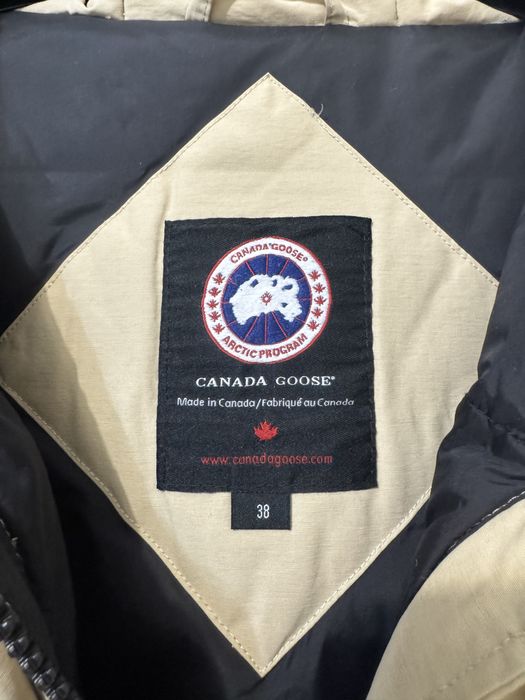 CANADA GOOSE®
ARCTIC PROGRAM
CANADA GOOSE®
Made in Canada/Fabriqué au Canada
www.canadagoose.com
38